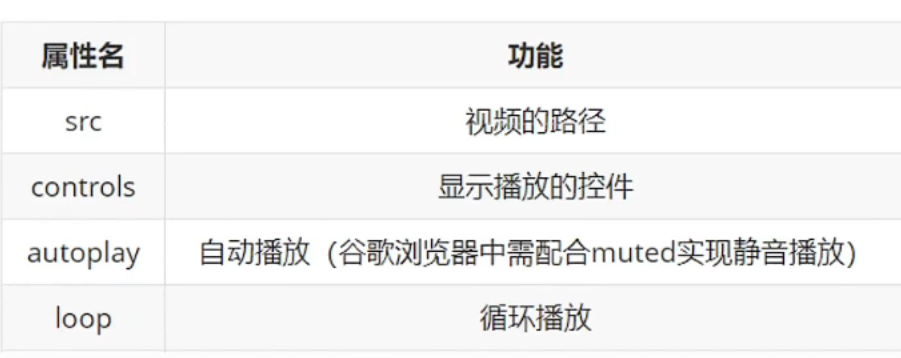 属性名 功能
src 视频的路径
controls 显示播放的控件
autoplay 自动播放（谷歌浏览器中需配合muted实现静音播放）
loop 循环播放